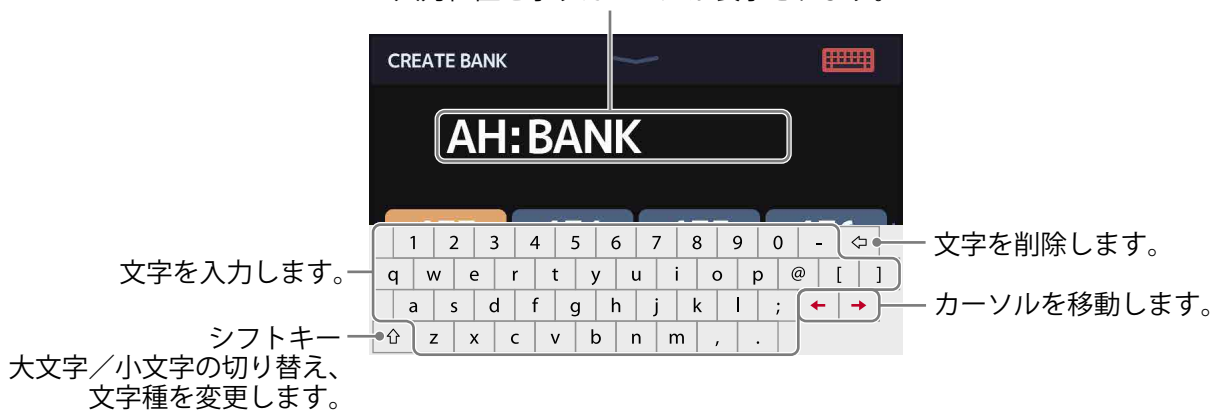 CREATE BANK
AH:BANK
1 2 3 4 5 6 7 8 9 0 -
文字を削除します。
q w e r t y u i o p @ [ ]
文字を入力します。
a s d f g h j k l ;
カーソルを移動します。
z x c v b n m , .
シフトキー
大文字／小文字の切り替え、
文字種を変更します。